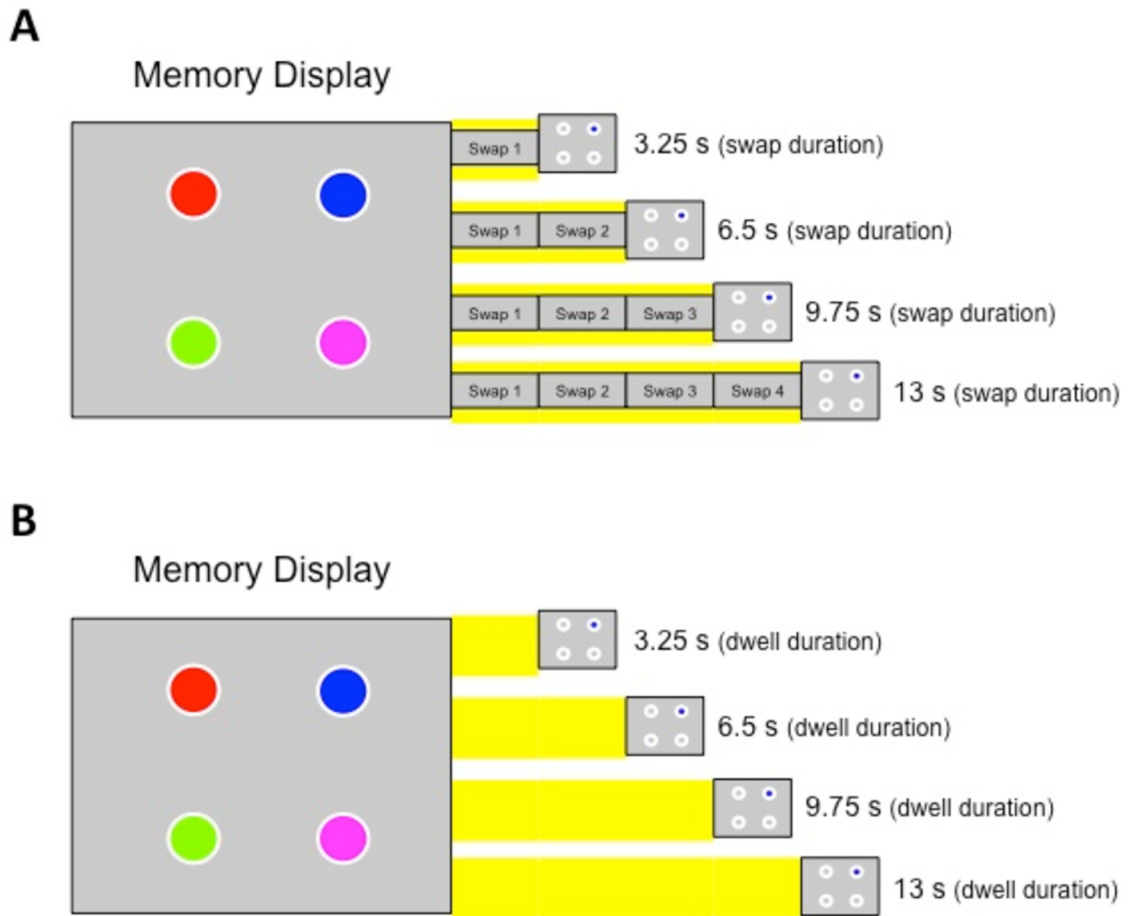 A
Memory Display
Swap 1
3.25 s (swap duration)
Swap 1 Swap 2
6.5 s (swap duration)
Swap 1 Swap 2 Swap 3
9.75 s (swap duration)
Swap 1 Swap 2 Swap 3 Swap 4
13 s (swap duration)
B
Memory Display
3.25 s (dwell duration)
6.5 s (dwell duration)
9.75 s (dwell duration)
13 s (dwell duration)